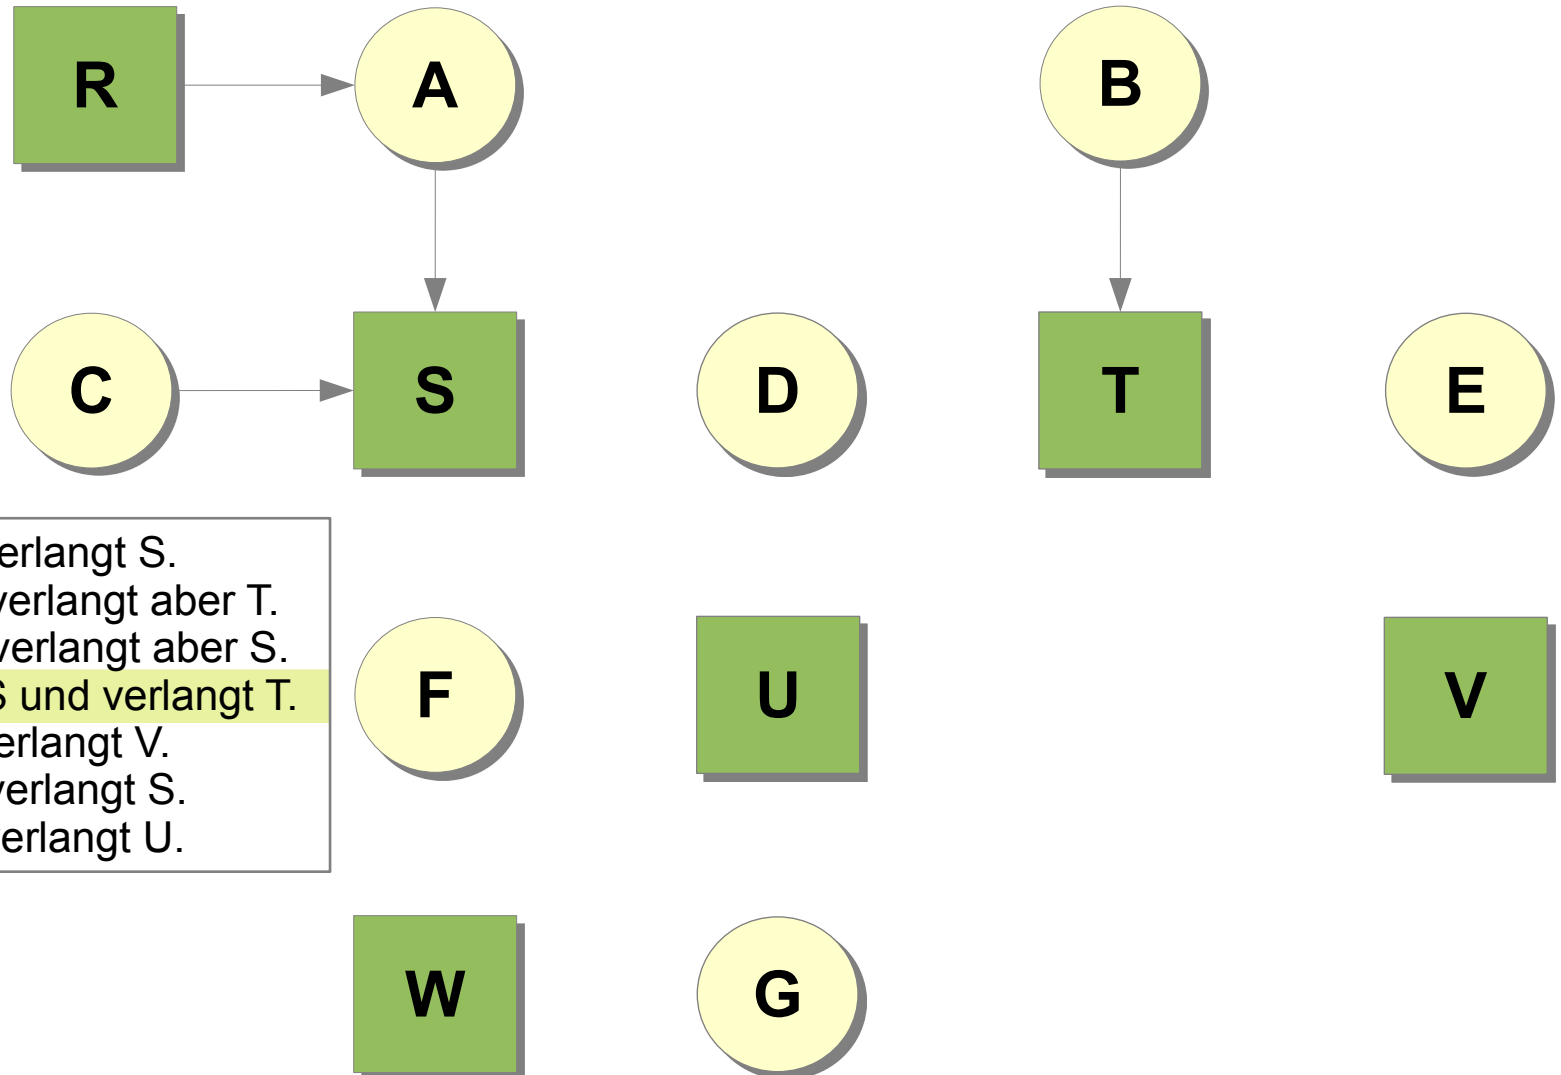 R
A
B
C
S
D
T
E
erlangt S.
verlangt aber T.
verlangt aber S.
S und verlangt T.
erlangt V.
verlangt S.
erlangt U.
F
U
V
W
G